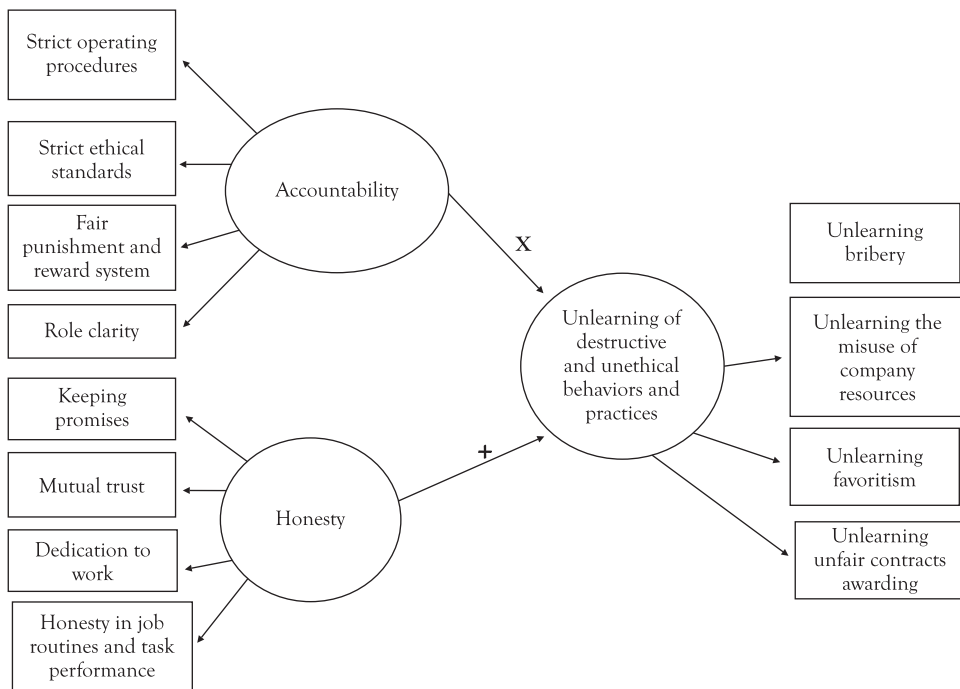 Strict operating
procedures
Strict ethical
standards
Fair
punishment and
reward system
Role clarity
Keeping
promises
Mutual trust
Dedication to
work
Honesty in job
routines and task
performance
Accountability
Honesty
X
+
Unlearning of
destructive
and unethical
behaviors and
practices
Unlearning
bribery
Unlearning the
misuse of
company
resources
Unlearning
favoritism
Unlearning
unfair contracts
awarding